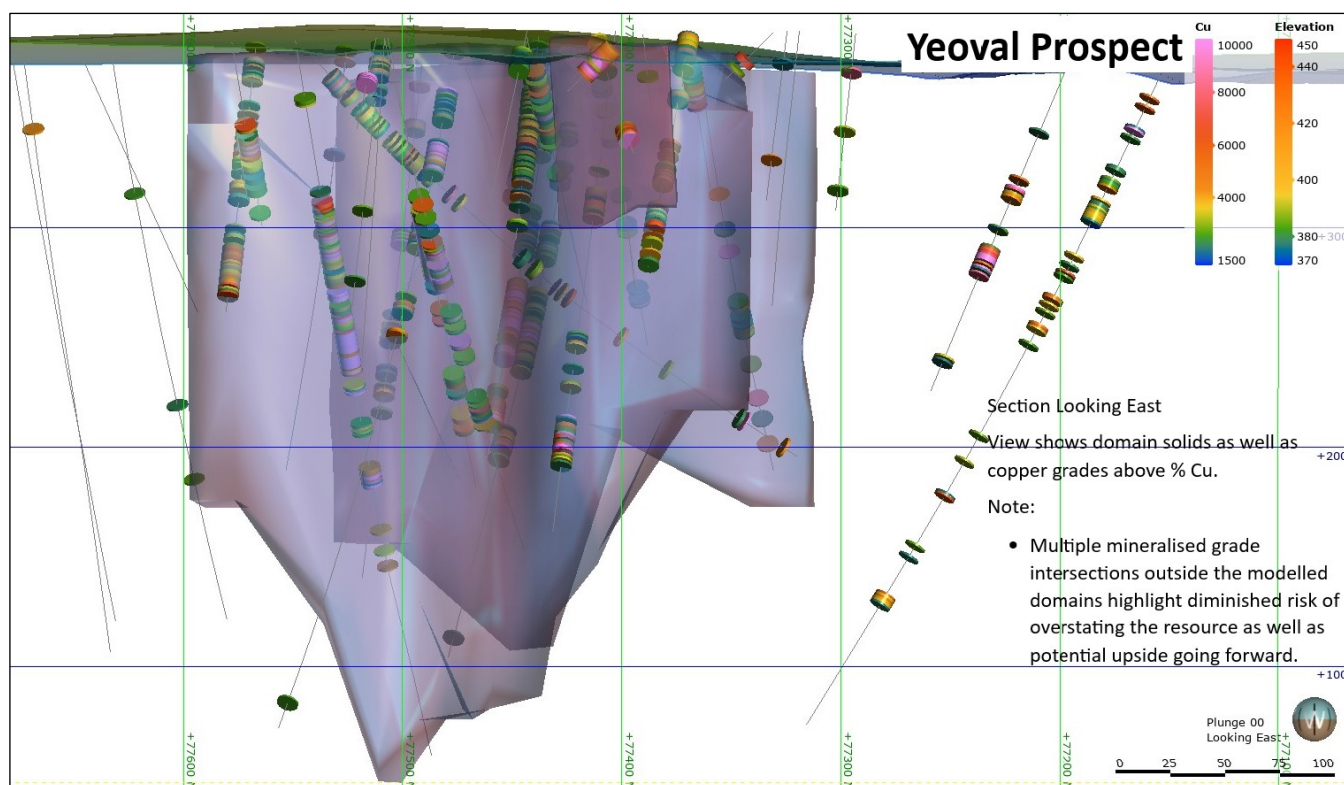 Yeoval Prospect
Cu
10000
8000
6000
4000
1500
Elevation
450
440
420
400
380
370
+300
+200
+100
Section Looking East
View shows domain solids as well as
copper grades above % Cu.
Note:
• Multiple mineralised grade
intersections outside the modelled
domains highlight diminished risk of
overstating the resource as well as
potential upside going forward.
Plunge 00
Looking East
0 25 50 75 100
+77600
+77500
+77400
+77300
+77200